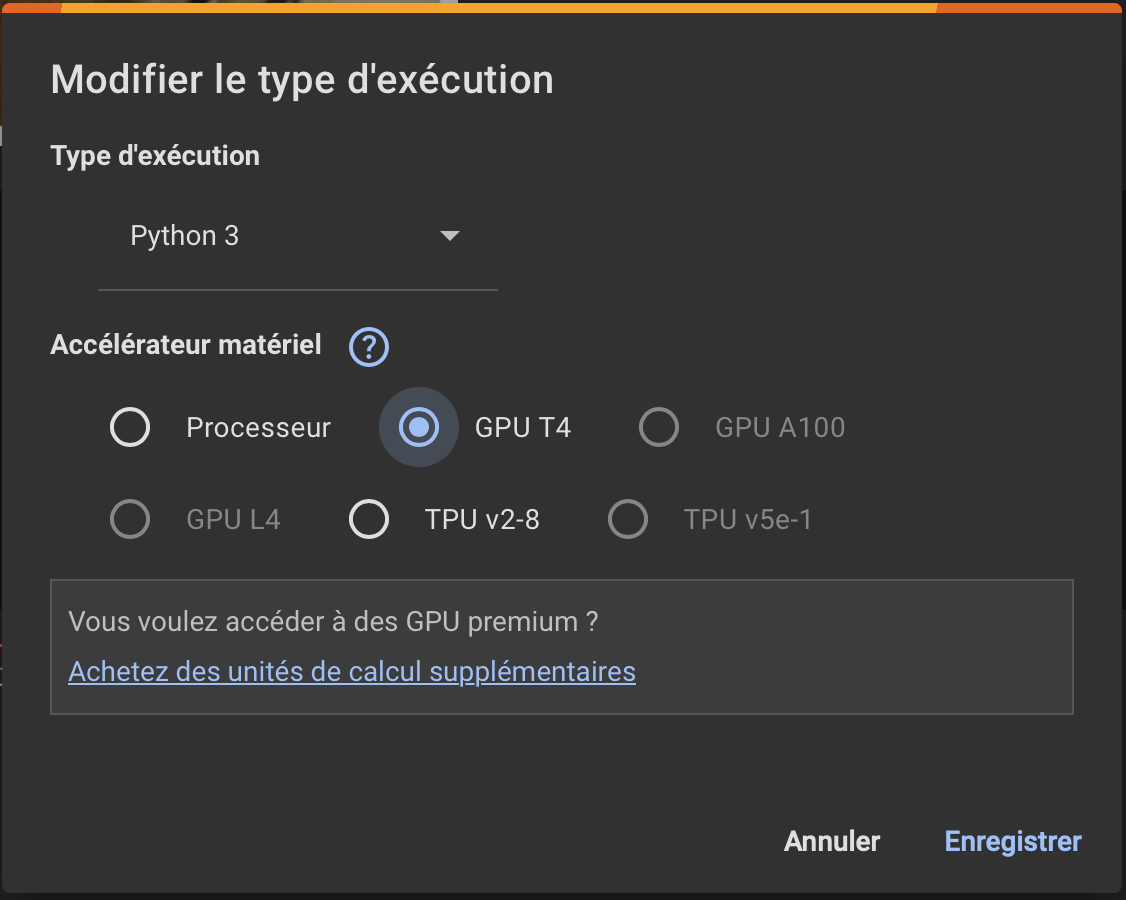 Modifier le type d'exécution
Type d'exécution
Python 3
Accélérateur matériel ?
Processeur GPU T4 GPU A100
GPU L4 TPU v2-8 TPU v5e-1
Vous voulez accéder à des GPU premium ?
Achetez des unités de calcul supplémentaires
Annuler Enregistrer